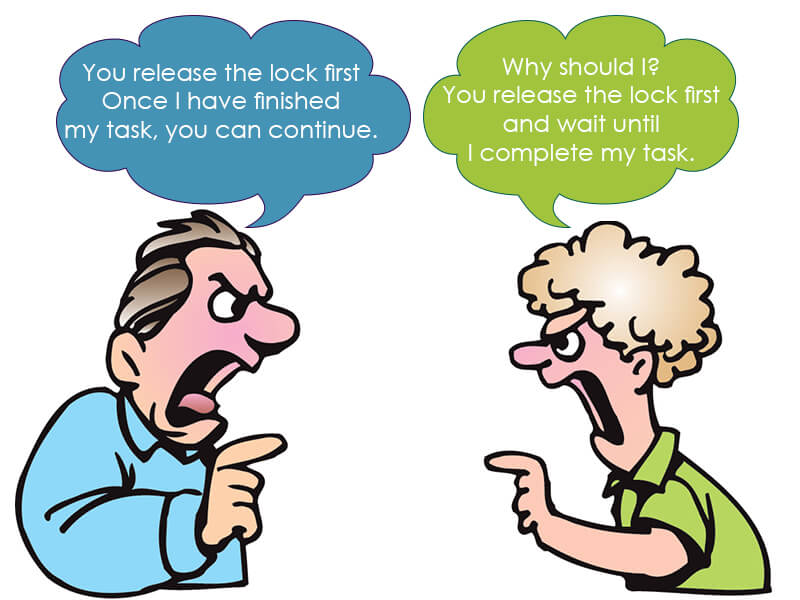 You release the lock first
Once I have finished
my task, you can continue.
Why should I?
You release the lock first
and wait until
I complete my task.